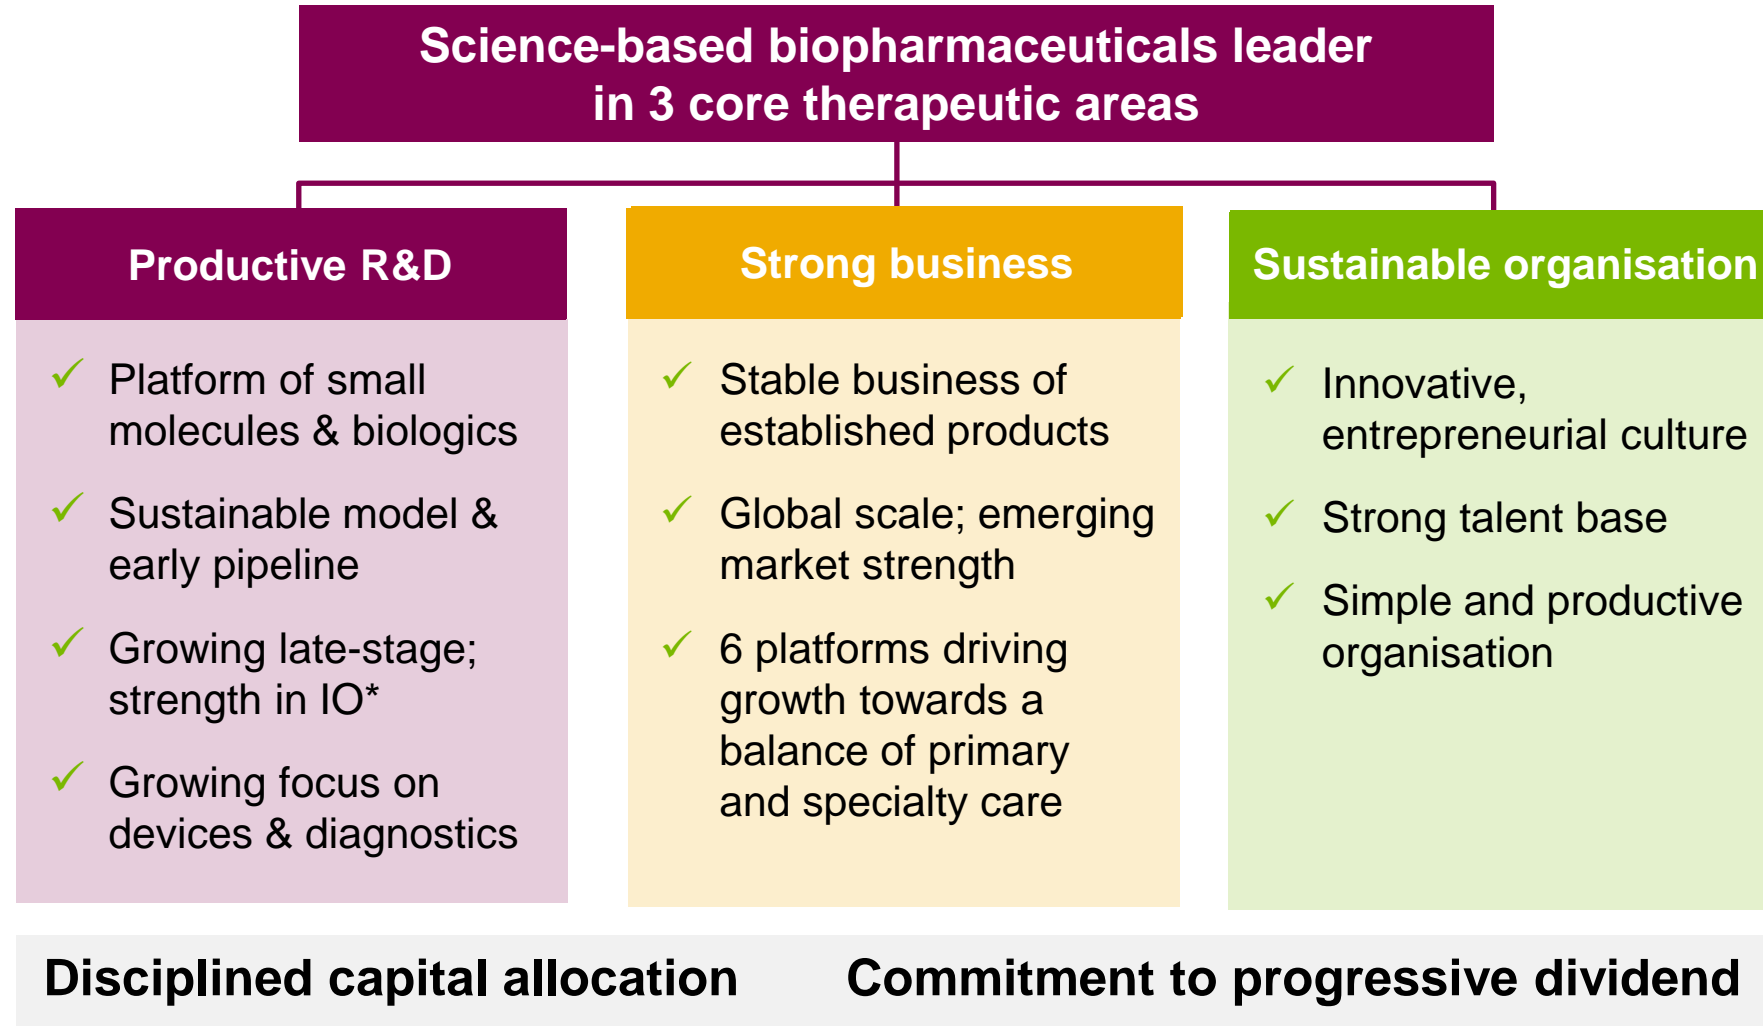 Science-based biopharmaceuticals leader
in 3 core therapeutic areas
Productive R&D
✓ Platform of small
molecules & biologics
✓ Sustainable model &
early pipeline
✓ Growing late-stage;
strength in IO*
✓ Growing focus on
devices & diagnostics
Strong business
✓ Stable business of
established products
✓ Global scale; emerging
market strength
✓ 6 platforms driving
growth towards a
balance of primary
and specialty care
Sustainable organisation
✓ Innovative,
entrepreneurial culture
✓ Strong talent base
✓ Simple and productive
organisation
Disciplined capital allocation
Commitment to progressive dividend